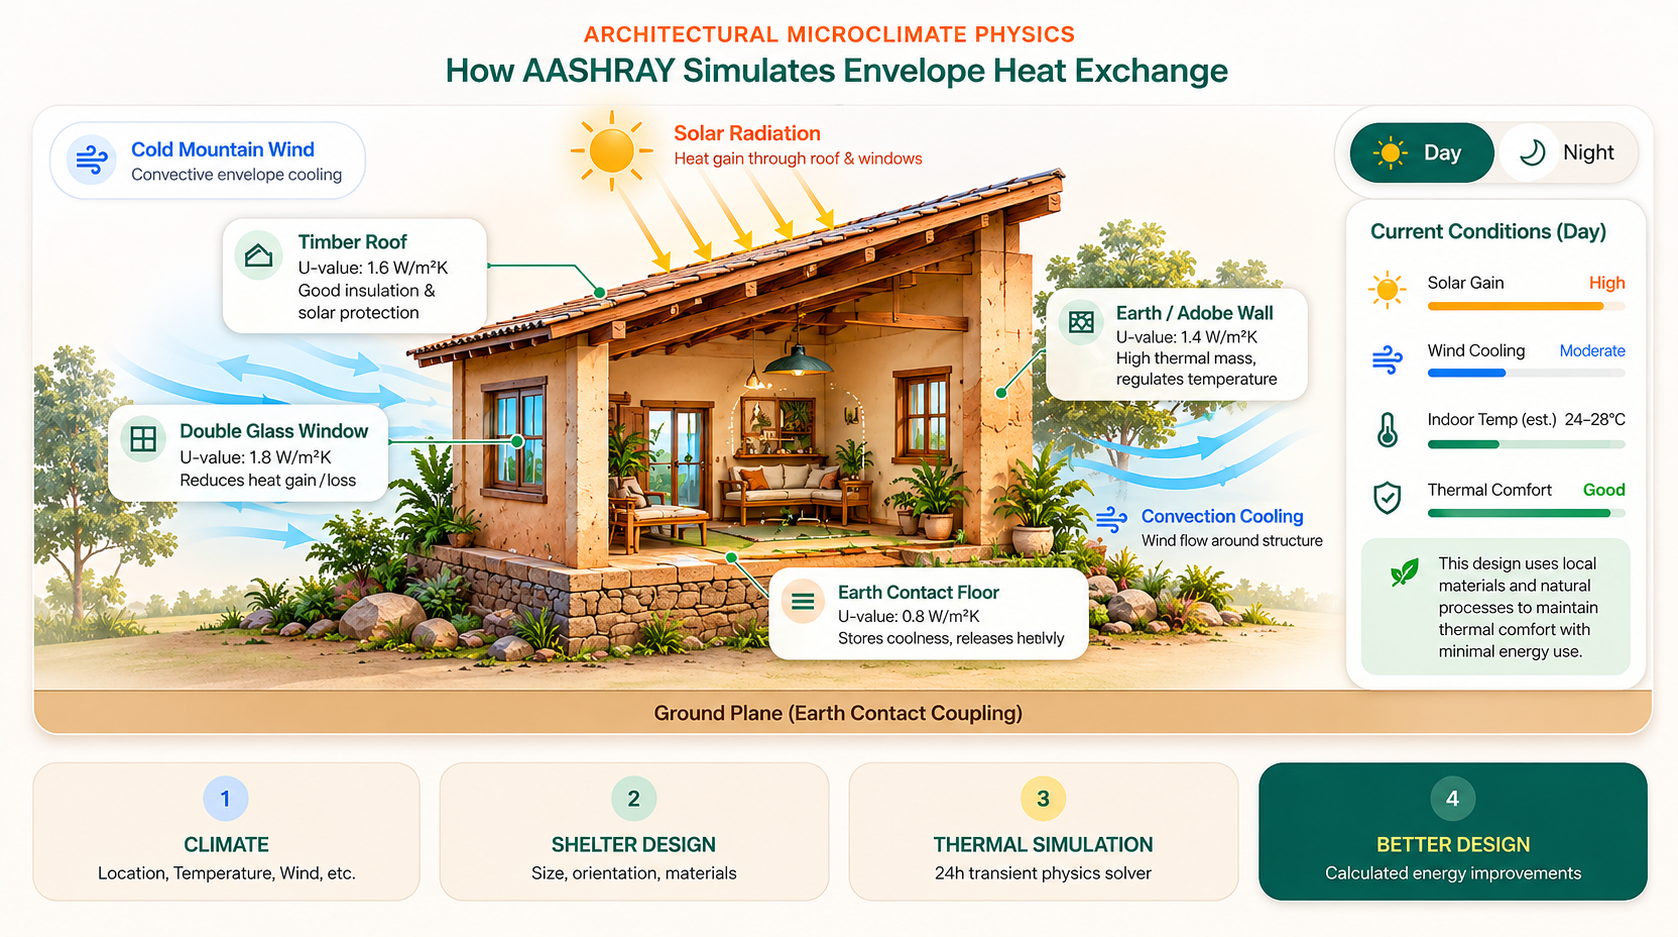 ARCHITECTURAL MICROCLIMATE PHYSICS
How AASHRAY Simulates Envelope Heat Exchange
Cold Mountain Wind
Convective envelope cooling
Solar Radiation
Heat gain through roof & windows
Day
Night
Timber Roof
U-value: 1.6 W/m²K
Good insulation &
solar protection
Double Glass Window
U-value: 1.8 W/m²K
Reduces heat gain/loss
Earth / Adobe Wall
U-value: 1.4 W/m²K
High thermal mass,
regulates temperature
Convection Cooling
Wind flow around structure
Earth Contact Floor
U-value: 0.8 W/m²K
Stores coolness, releases
Current Conditions (Day)
Solar Gain High
Wind Cooling Moderate
Indoor Temp (est.) 24–28°C
Thermal Comfort Good
This design uses local
materials and natural
processes to maintain
thermal comfort with
minimal energy use.
Ground Plane (Earth Contact Coupling)
1
CLIMATE
Location, Temperature, Wind, etc.
2
SHELTER DESIGN
Size, orientation, materials
3
THERMAL SIMULATION
24h transient physics solver
4
BETTER DESIGN
Calculated energy improvements